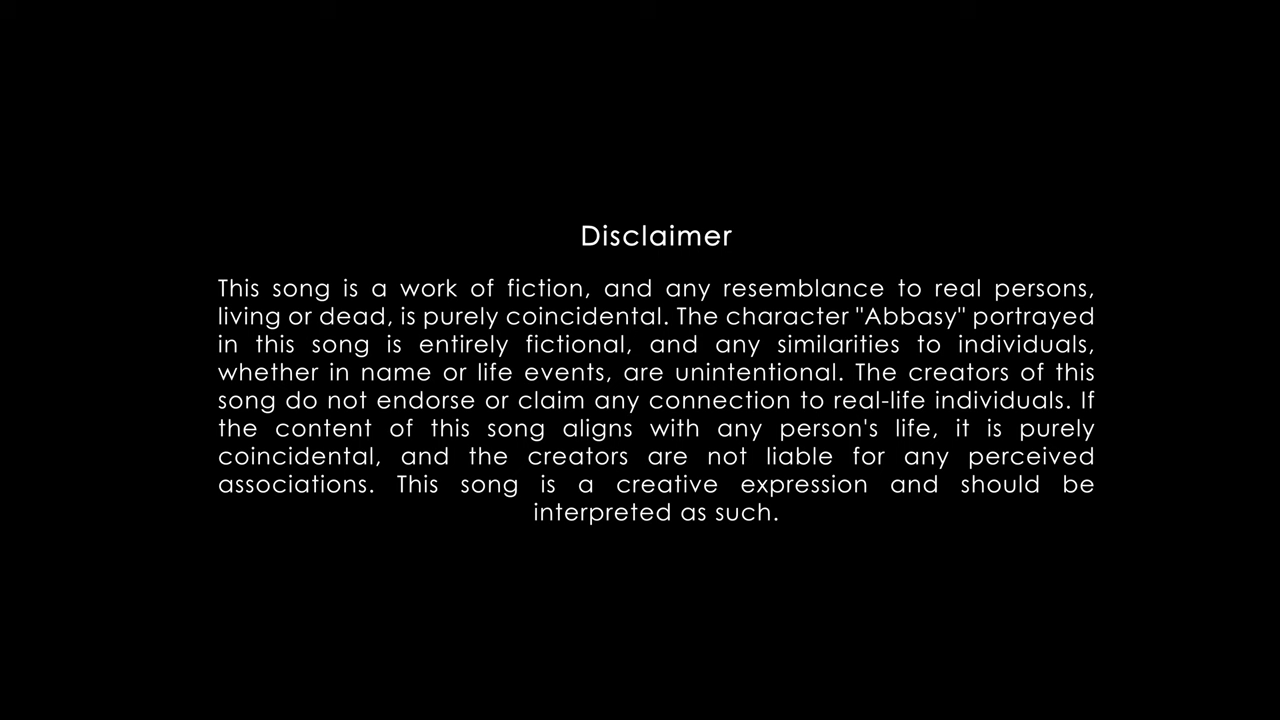 Disclaimer
This song is a work of fiction, and any resemblance to real persons,
living or dead, is purely coincidental. The character "Abbasy" portrayed
in this song is entirely fictional, and any similarities to individuals,
whether in name or life events, are unintentional. The creators of this
song do not endorse or claim any connection to real-life individuals. If
the content of this song aligns with any person's life, it is purely
coincidental, and the creators are not liable for any perceived
associations. This song is a creative expression and should be
interpreted as such.